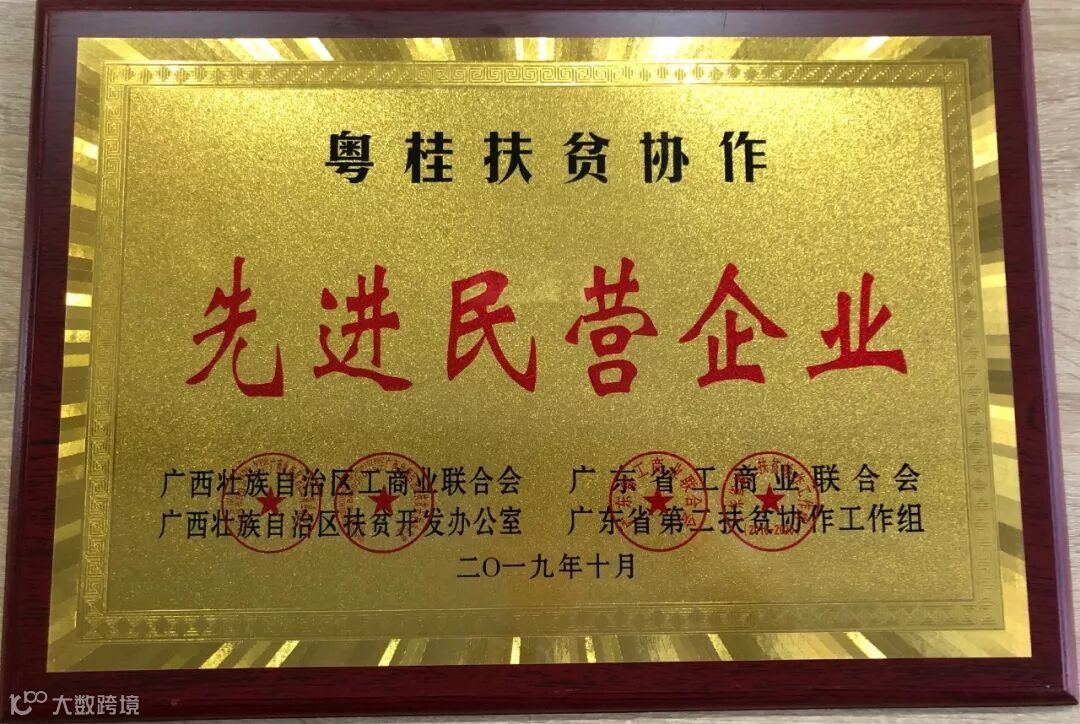 粤桂扶贫协作
先进民营企业
广西壮族自治区工商业联合会 广东省工商业联合会
广西壮族自治区扶贫开发办公室 广东省第二扶贫协作工作组
二〇一九年十月
大数跨境